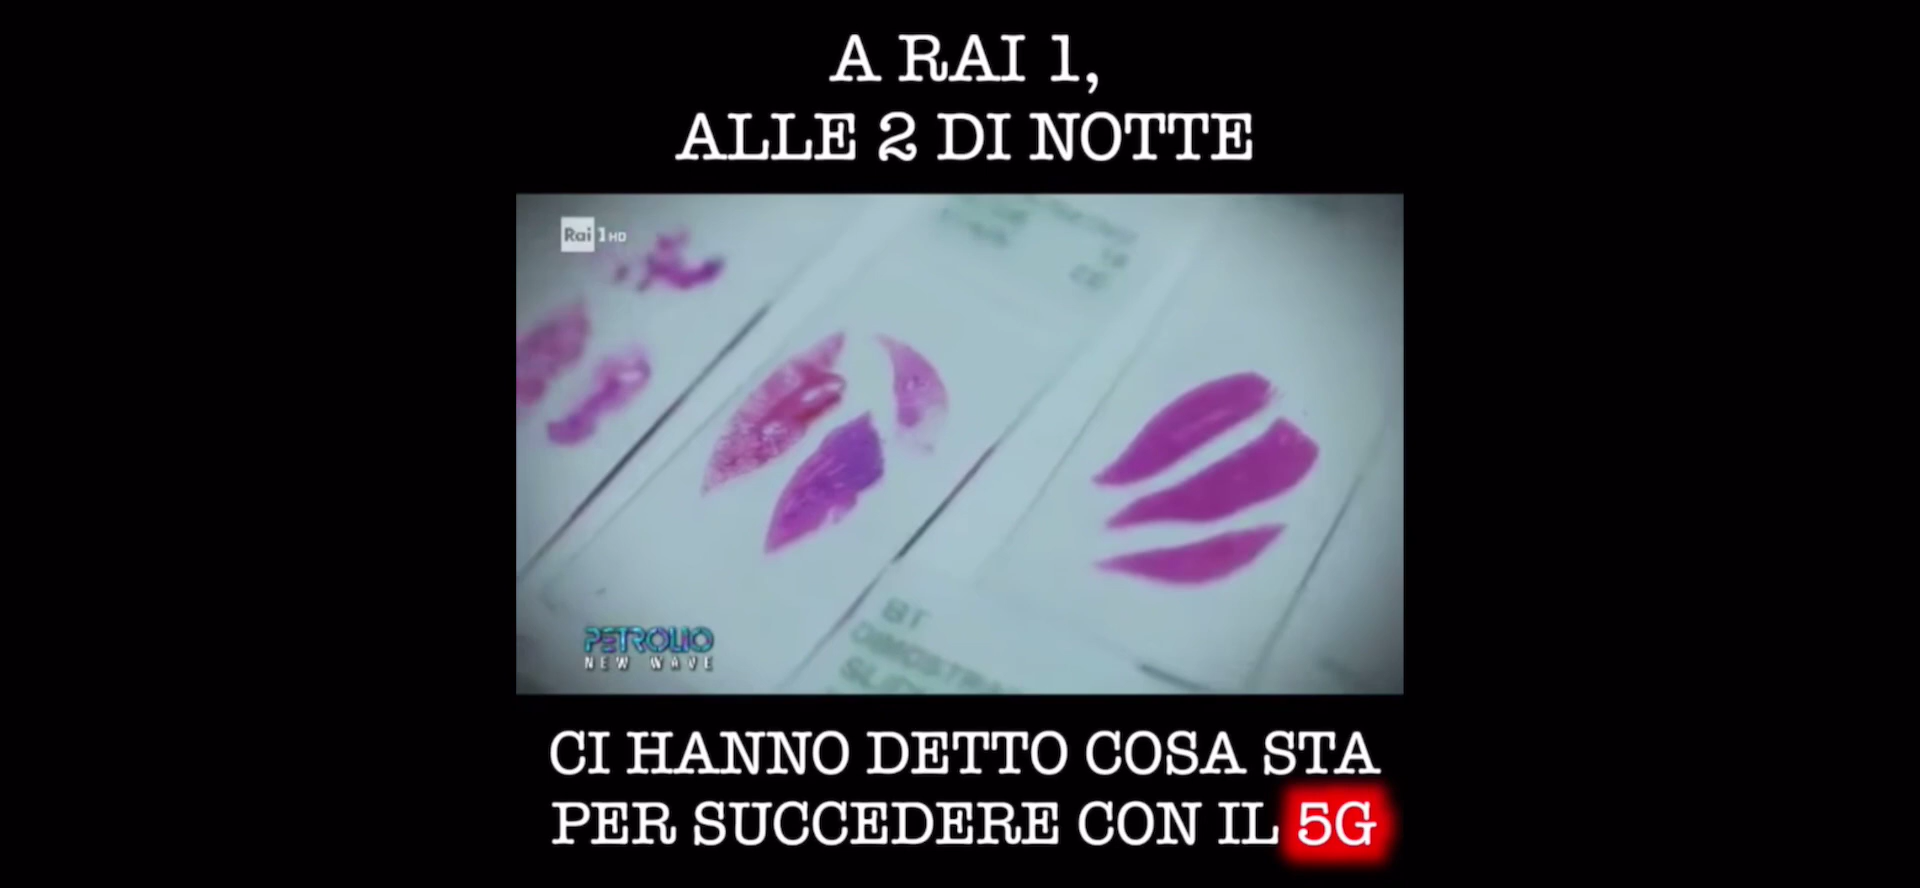 A RAI 1,
ALLE 2 DI NOTTE
Rai 1 HD
BT
PETROLIO
NEW WAVE
CI HANNO DETTO COSA STA
PER SUCCEDERE CON IL 5G